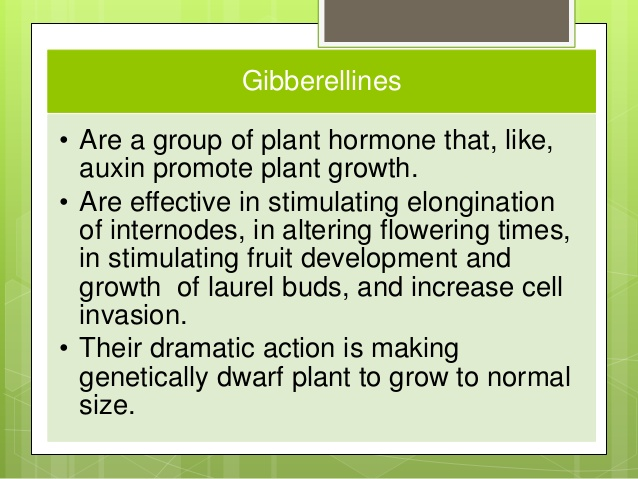 Gibberellines
• Are a group of plant hormone that, like,
auxin promote plant growth.
• Are effective in stimulating elongination
of internodes, in altering flowering times,
in stimulating fruit development and
growth  of laurel buds, and increase cell
invasion.
• Their dramatic action is making
genetically dwarf plant to grow to normal
size.